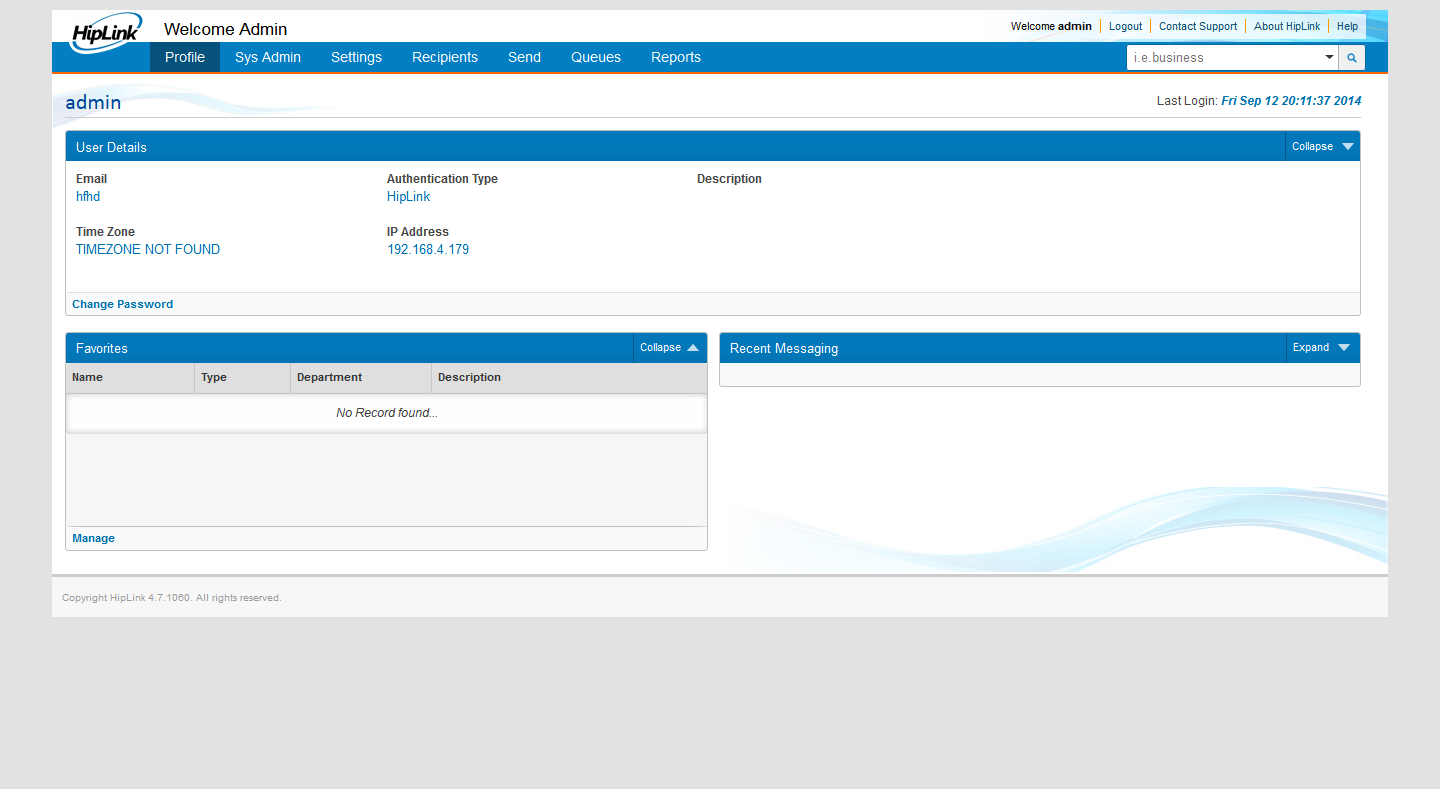 HipLink
Welcome Admin
Welcome admin Logout Contact Support About HipLink Help
Profile Sys Admin Settings Recipients Send Queues Reports
i.e.business
admin
Last Login: Fri Sep 12 20:11:37 2014
User Details Collapse
Email Authentication Type Description
hfhd HipLink
Time Zone IP Address
TIMEZONE NOT FOUND 192.168.4.179
Change Password
Favorites Collapse
Name Type Department Description
No Record found...
Manage
Recent Messaging Expand
Copyright HipLink 4.7.1060. All rights reserved.